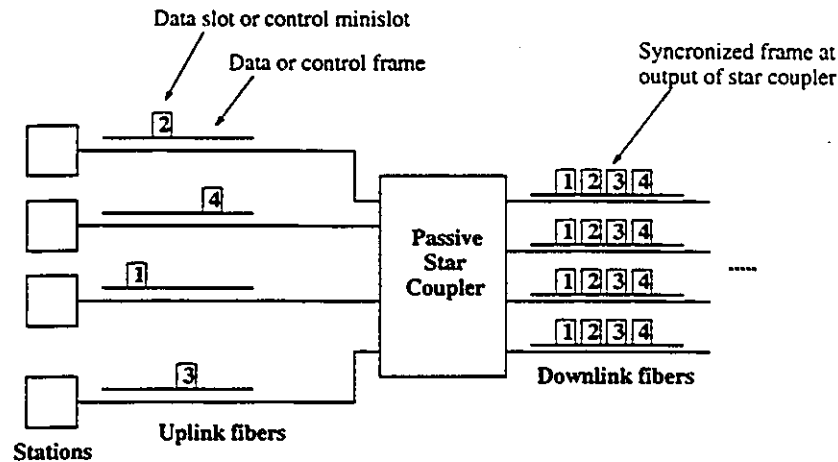 Data slot or control minislot
Data or control frame
Syncronized frame at
output of star coupler
2
4
1
3
Passive
Star
Coupler
1 2 3 4
1 2 3 4
1 2 3 4
1 2 3 4
.....
Stations
Uplink fibers
Downlink fibers